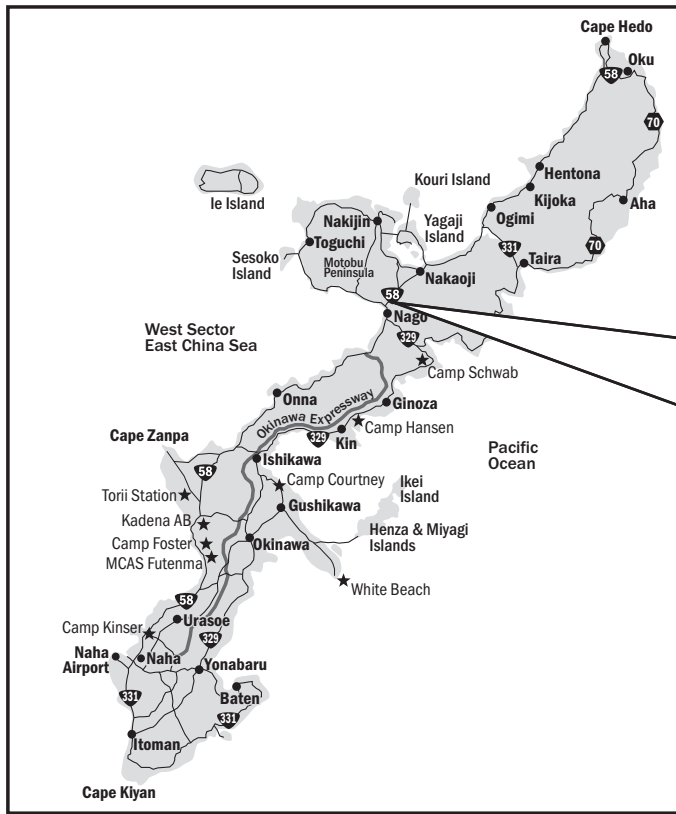 Cape Hedo
Oku
58
70
Hentona
Kijoka
Aha
Kouri Island
Ie Island
Nakijin
Yagaji
Island
Ogimi
Toguchi
Sesoko
Island
Motobu
Peninsula
331
70
Taira
Nakaoji
58
Nago
West Sector
East China Sea
329
Camp Schwab
Onna
Okinawa Expressway
Ginoza
Camp Hansen
329
Kin
Cape Zanpa
Pacific
Ocean
Ishikawa
58
Camp Courtney
Ikei
Island
Torii Station
Gushikawa
Kadena AB
Henza & Miyagi
Islands
Camp Foster
Okinawa
MCAS Futenma
White Beach
58
Urasoe
Camp Kinser
329
Naha
Airport
Naha
Yonabaru
331
Baten
331
Itoman
Cape Kiyan